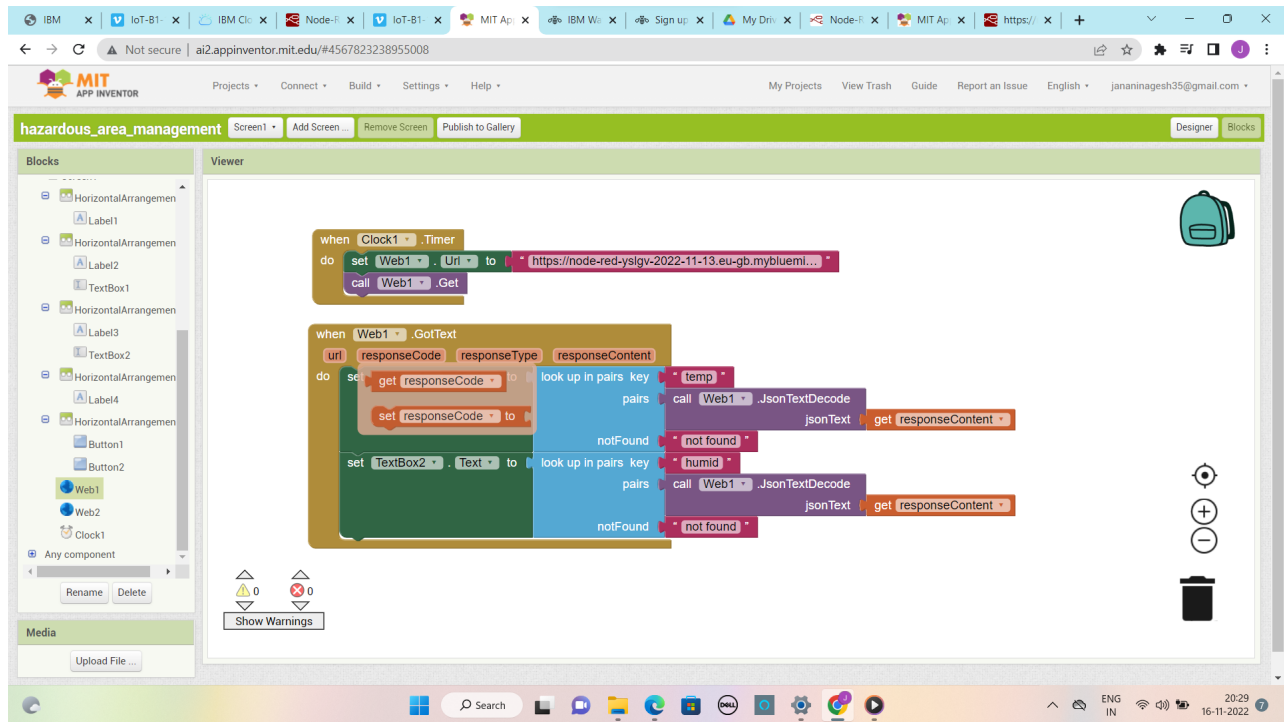 IBM IoT-B1- IBM Clo Node-R IoT-B1- MIT Ap IBM Wa Sign up My Driv Node-R MIT Ap https://
Not secure ai2.appinventor.mit.edu/#4567823238955008 J
MIT
APP INVENTOR
Projects Connect Build Settings Help My Projects View Trash Guide Report an Issue English jananinagesh35@gmail.com
hazardous_area_management Screen1 Add Screen ... Remove Screen Publish to Gallery Designer Blocks
Blocks Viewer
HorizontalArrangemen
Label1
HorizontalArrangemen
Label2
TextBox1
HorizontalArrangemen
Label3
TextBox2
HorizontalArrangemen
Label4
HorizontalArrangemen
Button1
Button2
Web1
Web2
Clock1
Any component
Rename Delete
Media
Upload File ...
when Clock1 .Timer
do set Web1 . Url to " https://node-red-yslgv-2022-11-13.eu-gb.mybluemi... "
call Web1 .Get
when Web1 .GotText
url responseCode responseType responseContent
do set to look up in pairs key " temp "
get responseCode
pairs call Web1 .JsonTextDecode
set responseCode to
jsonText get responseContent
notFound " not found "
set TextBox2 . Text to look up in pairs key " humid "
pairs call Web1 .JsonTextDecode
jsonText get responseContent
notFound " not found "
0 0
Show Warnings
Search DELL ENG
IN 20:29
16-11-2022 7